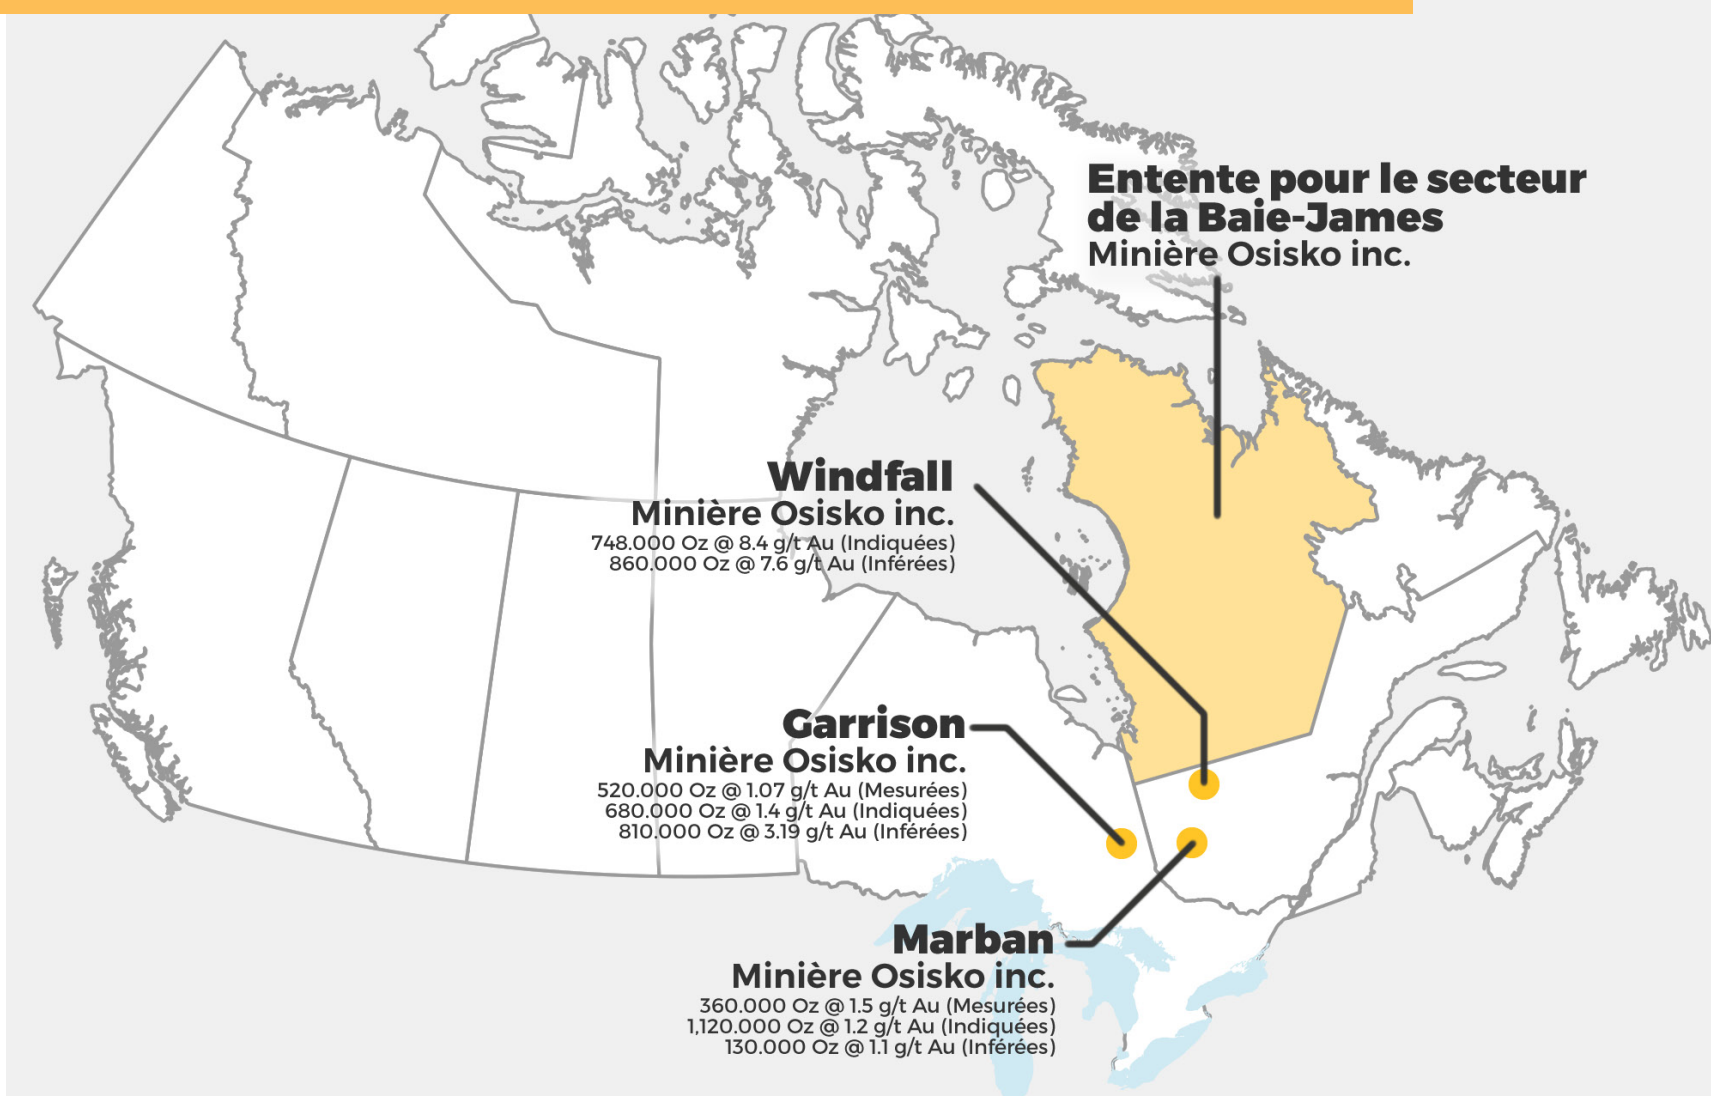 Entente pour le secteur
de la Baie-James
Minière Osisko inc.
Windfall
Minière Osisko inc.
748.000 Oz @ 8.4 g/t Au (Indiquées)
860.000 Oz @ 7.6 g/t Au (Inférées)
Garrison
Minière Osisko inc.
520.000 Oz @ 1.07 g/t Au (Mesurées)
680.000 Oz @ 1.4 g/t Au (Indiquées)
810.000 Oz @ 3.19 g/t Au (Inférées)
Marban
Minière Osisko inc.
360.000 Oz @ 1.5 g/t Au (Mesurées)
1,120.000 Oz @ 1.2 g/t Au (Indiquées)
130.000 Oz @ 1.1 g/t Au (Inférées)